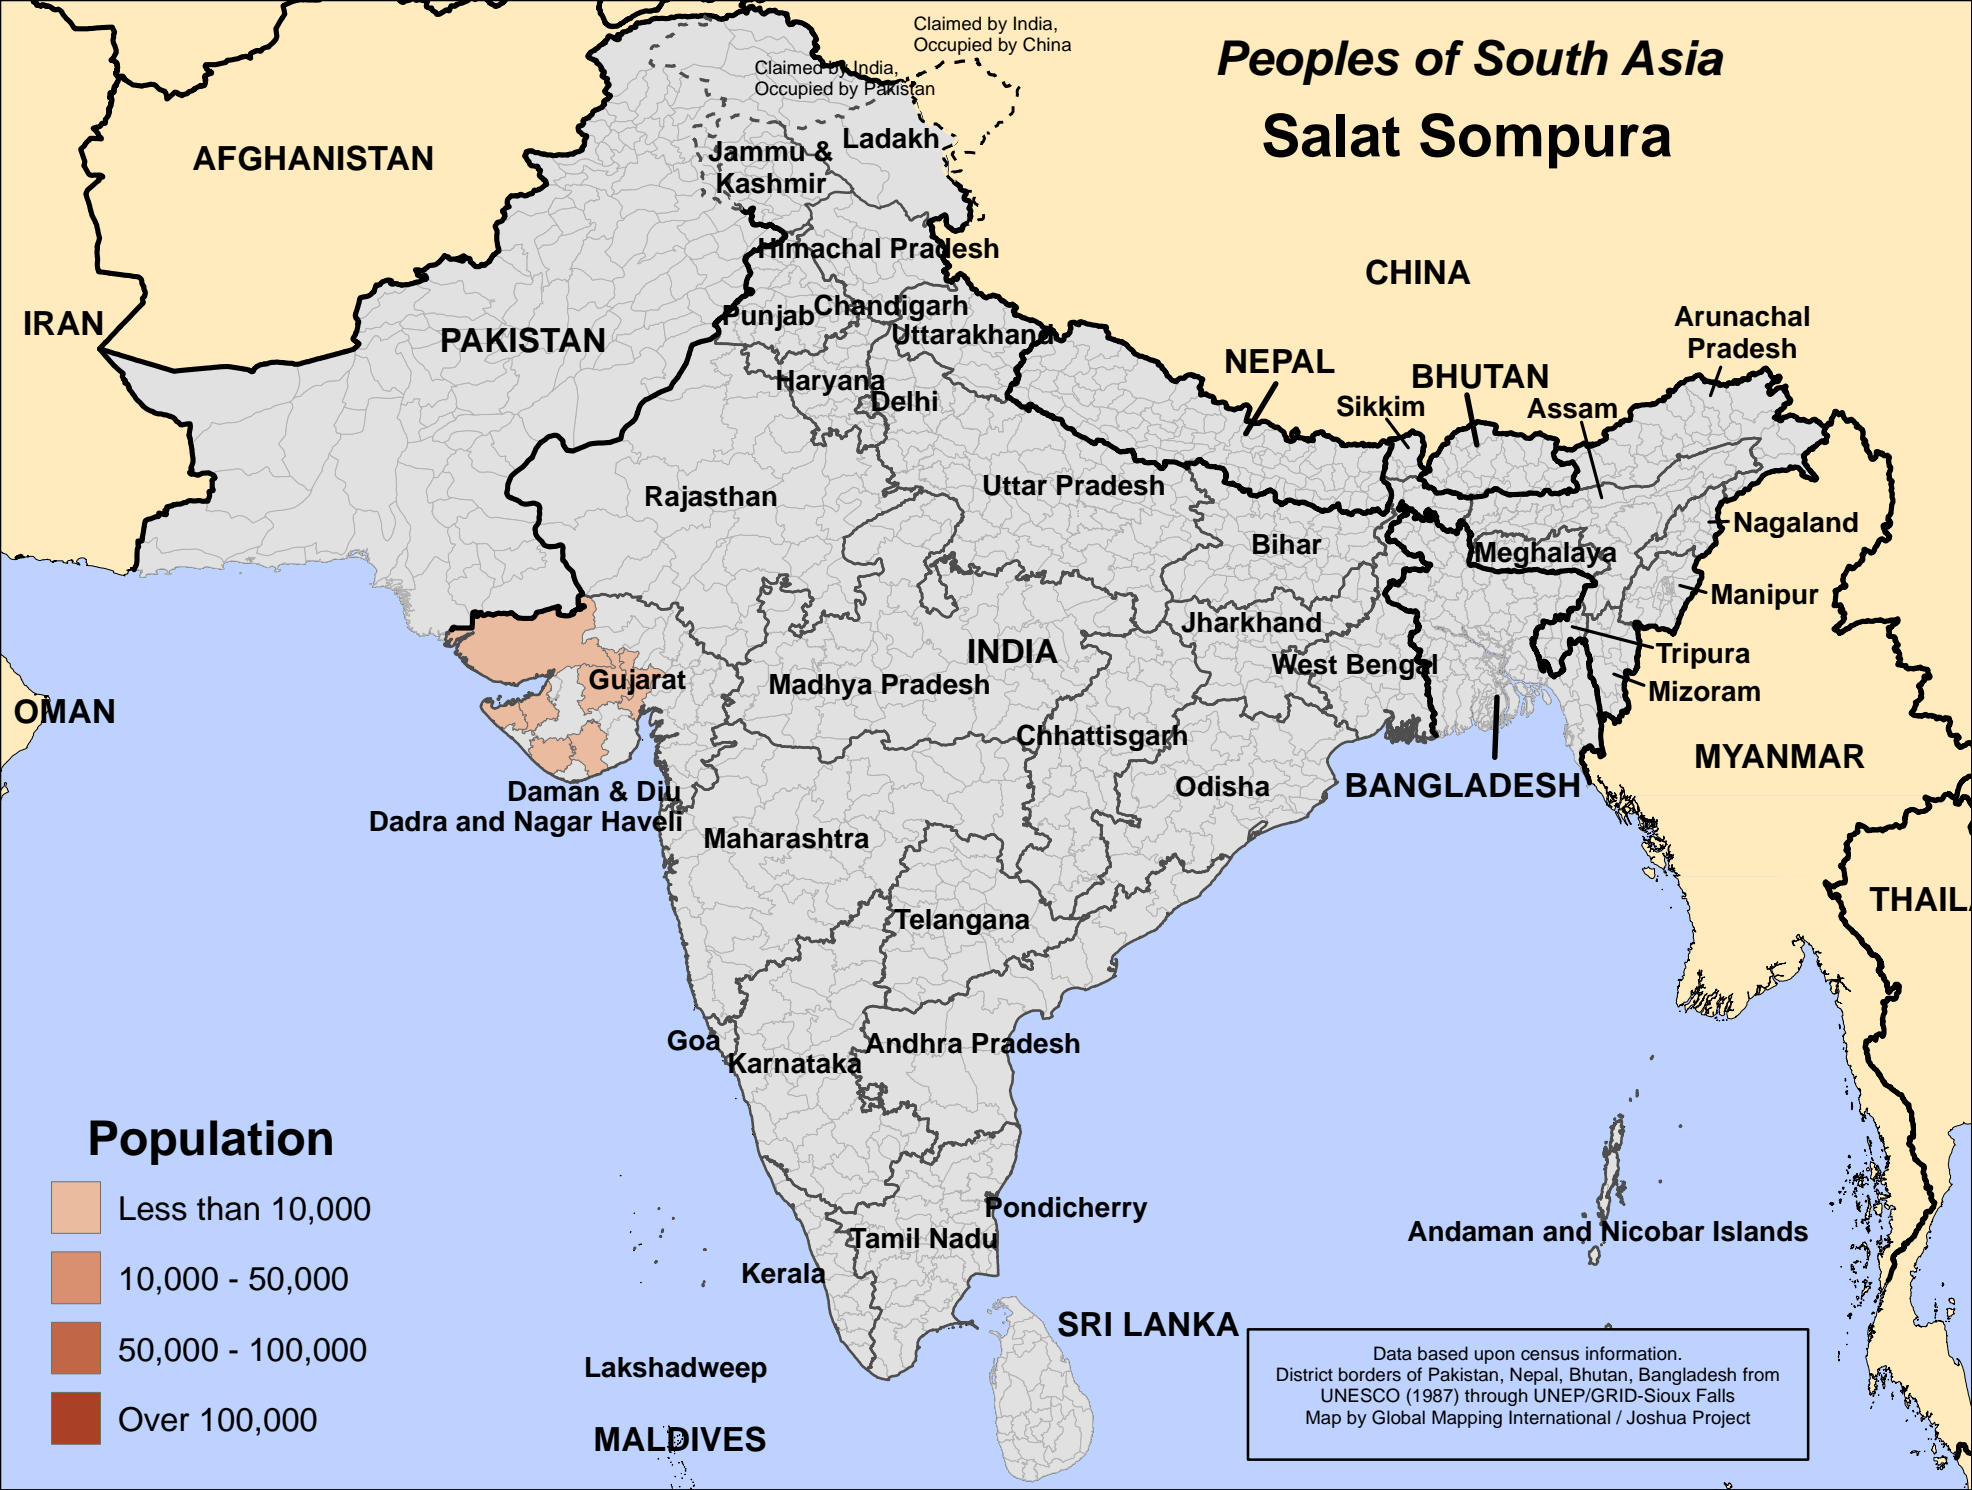 Claimed by India,
Occupied by China
Peoples of South Asia
Claimed by India,
Occupied by Pakistan
Salat Sompura
AFGHANISTAN
Jammu &
Kashmir
Ladakh
Himachal Pradesh
CHINA
IRAN
PAKISTAN
Punjab
Chandigarh
Uttarakhand
Arunachal
Pradesh
NEPAL
BHUTAN
Haryana
Delhi
Sikkim
Assam
Rajasthan
Uttar Pradesh
Nagaland
Bihar
Meghalaya
Manipur
Jharkhand
INDIA
West Bengal
Tripura
Gujarat
Madhya Pradesh
Mizoram
OMAN
Chhattisgarh
MYANMAR
Odisha
BANGLADESH
Daman & Diu
Dadra and Nagar Haveli
Maharashtra
THAIL
Telangana
Goa
Karnataka
Andhra Pradesh
Population
Less than 10,000
10,000 - 50,000
50,000 - 100,000
Over 100,000
Pondicherry
Tamil Nadu
Andaman and Nicobar Islands
Kerala
SRI LANKA
Lakshadweep
MALDIVES
Data based upon census information.
District borders of Pakistan, Nepal, Bhutan, Bangladesh from
UNESCO (1987) through UNEP/GRID-Sioux Falls
Map by Global Mapping International / Joshua Project